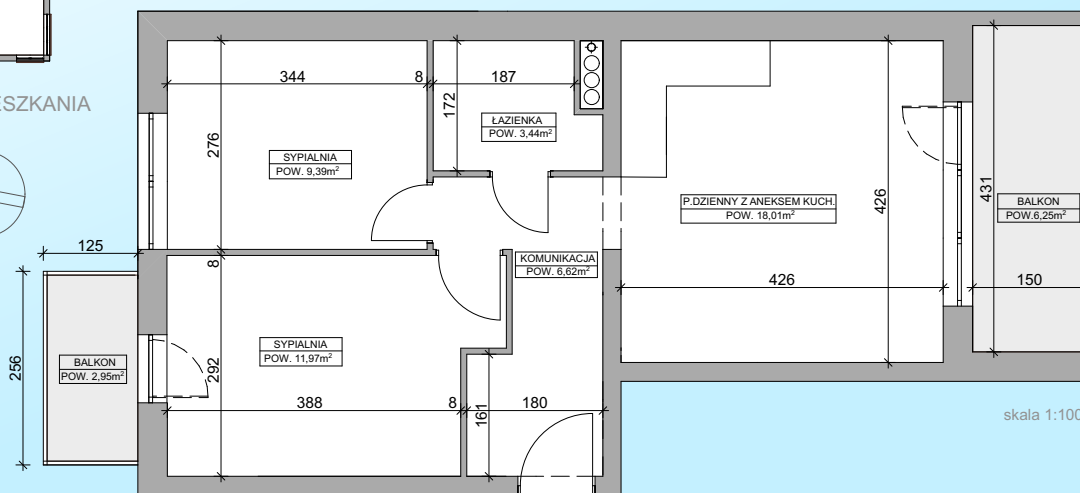 ESZKANIA
344
8
187
172
276
ŁAZIENKA
POW. 3,44m²
SYPIALNIA
POW. 9,39m²
P.DZIENNY Z ANEKSEM KUCH.
POW. 18,01m²
426
431
BALKON
POW.6,25m²
125
8
KOMUNIKACJA
POW. 6,62m²
426
150
256
BALKON
POW. 2,95m²
SYPIALNIA
POW. 11,97m²
292
388
8
161
180
skala 1:100